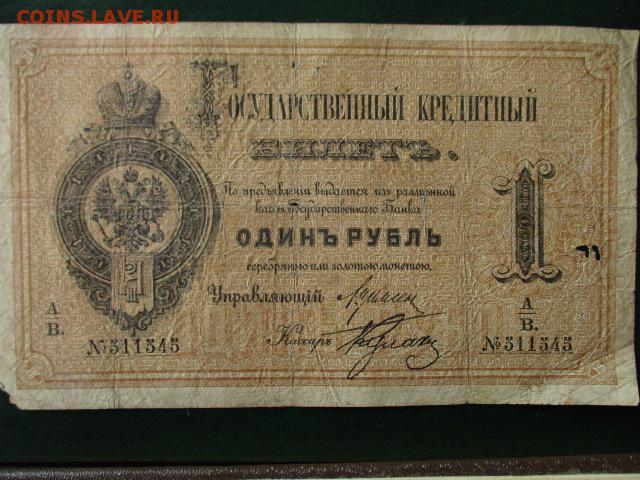 COINS.LAVE.RU
Государственный Кредитный
Билетъ.
По предъявленіи выдается изъ размѣнной
кассы Государственнаго Банка
1
ОДИНЪ РУБЛЬ
серебряною или золотою монетою.
Управляющій
А/В.
А/В.
Кассиръ
№511545
№511545